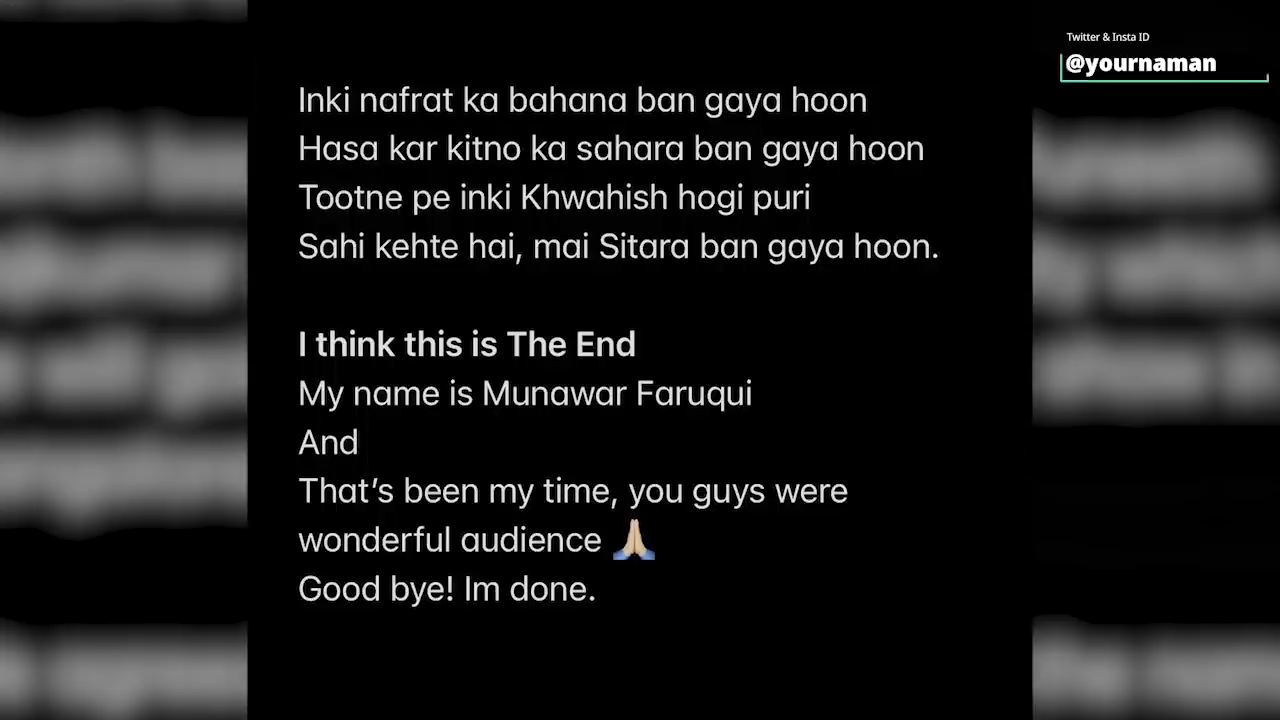 Twitter & Insta ID
@yournaman
Inki nafrat ka bahana ban gaya hoon
Hasa kar kitno ka sahara ban gaya hoon
Tootne pe inki Khwahish hogi puri
Sahi kehte hai, mai Sitara ban gaya hoon.
I think this is The End
My name is Munawar Faruqui
And
That’s been my time, you guys were
wonderful audience 🙏🏼
Good bye! Im done.